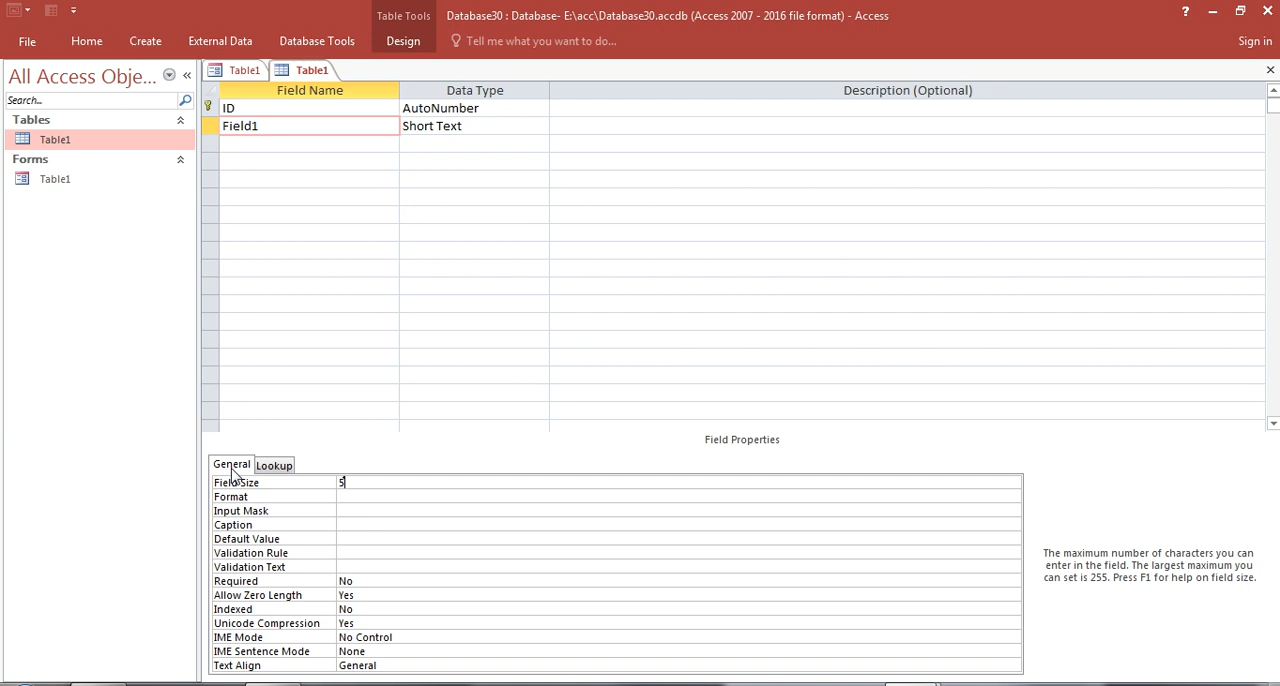 Table Tools
Database30 : Database- E:\acc\Database30.accdb (Access 2007 - 2016 file format) - Access
?
File
Home
Create
External Data
Database Tools
Design
Tell me what you want to do...
Sign in
All Access Obje...
Search...
Tables
Table1
Forms
Table1
Table1
Table1
Field Name
Data Type
Description (Optional)
ID
AutoNumber
Field1
Short Text
Field Properties
General
Lookup
Field Size 5
Format
Input Mask
Caption
Default Value
Validation Rule
Validation Text
Required No
Allow Zero Length Yes
Indexed No
Unicode Compression Yes
IME Mode No Control
IME Sentence Mode None
Text Align General
The maximum number of characters you can
enter in the field. The largest maximum you
can set is 255. Press F1 for help on field size.